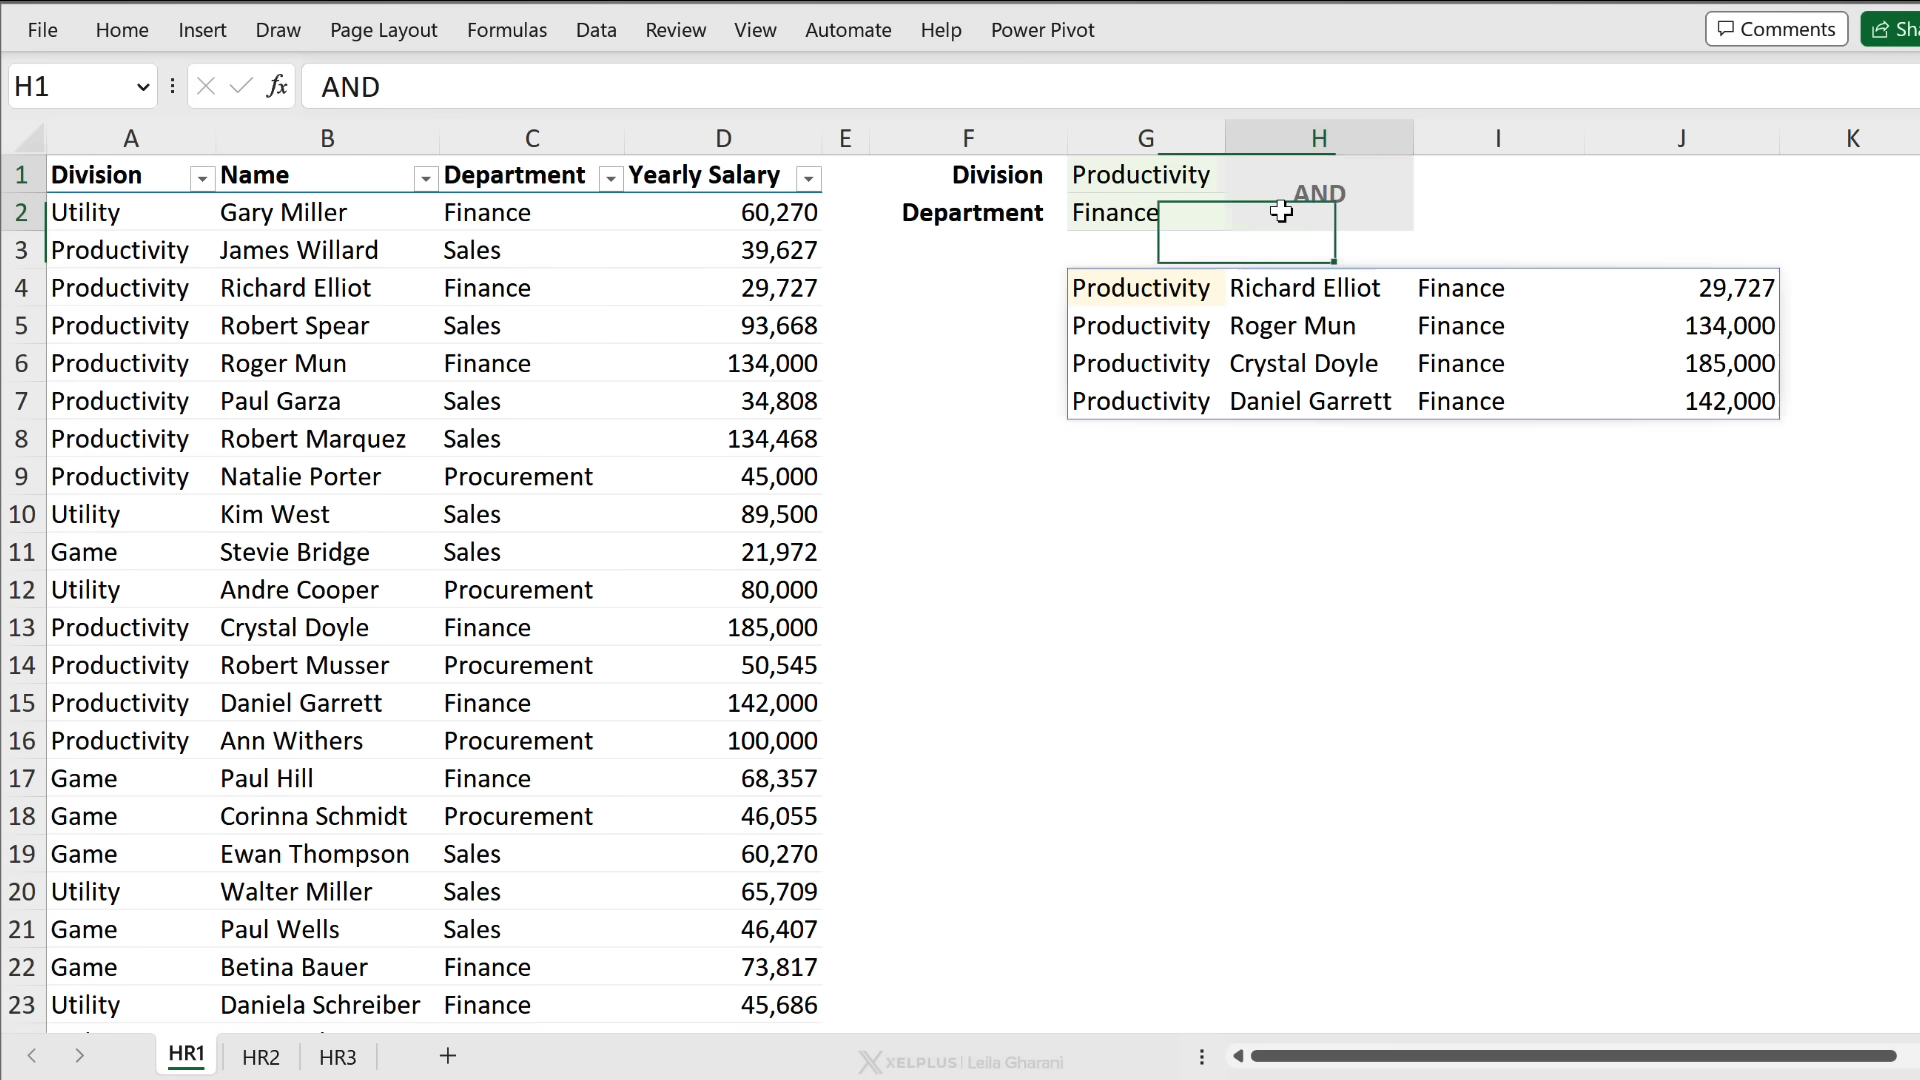 File Home Insert Draw Page Layout Formulas Data Review View Automate Help Power Pivot Comments
H1 fx AND
A B C D E F G H I J K
1 Division Name Department Yearly Salary Division Productivity AND
2 Utility Gary Miller Finance 60,270 Department Finance
3 Productivity James Willard Sales 39,627
4 Productivity Richard Elliot Finance 29,727 Productivity Richard Elliot Finance 29,727
5 Productivity Robert Spear Sales 93,668 Productivity Roger Mun Finance 134,000
6 Productivity Roger Mun Finance 134,000 Productivity Crystal Doyle Finance 185,000
7 Productivity Paul Garza Sales 34,808 Productivity Daniel Garrett Finance 142,000
8 Productivity Robert Marquez Sales 134,468
9 Productivity Natalie Porter Procurement 45,000
10 Utility Kim West Sales 89,500
11 Game Stevie Bridge Sales 21,972
12 Utility Andre Cooper Procurement 80,000
13 Productivity Crystal Doyle Finance 185,000
14 Productivity Robert Musser Procurement 50,545
15 Productivity Daniel Garrett Finance 142,000
16 Productivity Ann Withers Procurement 100,000
17 Game Paul Hill Finance 68,357
18 Game Corinna Schmidt Procurement 46,055
19 Game Ewan Thompson Sales 60,270
20 Utility Walter Miller Sales 65,709
21 Game Paul Wells Sales 46,407
22 Game Betina Bauer Finance 73,817
23 Utility Daniela Schreiber Finance 45,686
HR1 HR2 HR3 XELPLUS | Leila Gharani